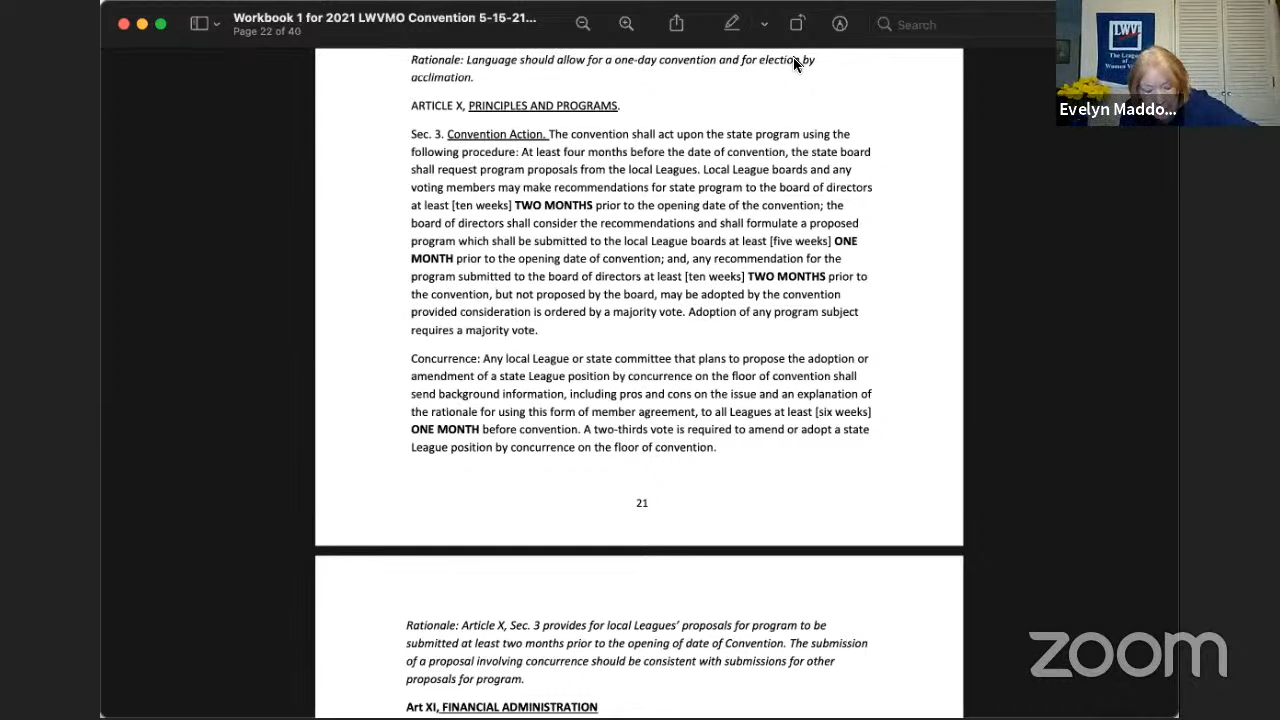 Workbook 1 for 2021 LWVMO Convention 5-15-21...
Page 22 of 40
Search
LWV
The League
of
Women V
Evelyn Maddo...
Rationale: Language should allow for a one-day convention and for election by
acclimation.
ARTICLE X, PRINCIPLES AND PROGRAMS.
Sec. 3. Convention Action. The convention shall act upon the state program using the
following procedure: At least four months before the date of convention, the state board
shall request program proposals from the local Leagues. Local League boards and any
voting members may make recommendations for state program to the board of directors
at least [ten weeks] TWO MONTHS prior to the opening date of the convention; the
board of directors shall consider the recommendations and shall formulate a proposed
program which shall be submitted to the local League boards at least [five weeks] ONE
MONTH prior to the opening date of convention; and, any recommendation for the
program submitted to the board of directors at least [ten weeks] TWO MONTHS prior to
the convention, but not proposed by the board, may be adopted by the convention
provided consideration is ordered by a majority vote. Adoption of any program subject
requires a majority vote.
Concurrence: Any local League or state committee that plans to propose the adoption or
amendment of a state League position by concurrence on the floor of convention shall
send background information, including pros and cons on the issue and an explanation of
the rationale for using this form of member agreement, to all Leagues at least [six weeks]
ONE MONTH before convention. A two-thirds vote is required to amend or adopt a state
League position by concurrence on the floor of convention.
21
Rationale: Article X, Sec. 3 provides for local Leagues’ proposals for program to be
submitted at least two months prior to the opening of date of Convention. The submission
of a proposal involving concurrence should be consistent with submissions for other
proposals for program.
Art XI, FINANCIAL ADMINISTRATION
zoom